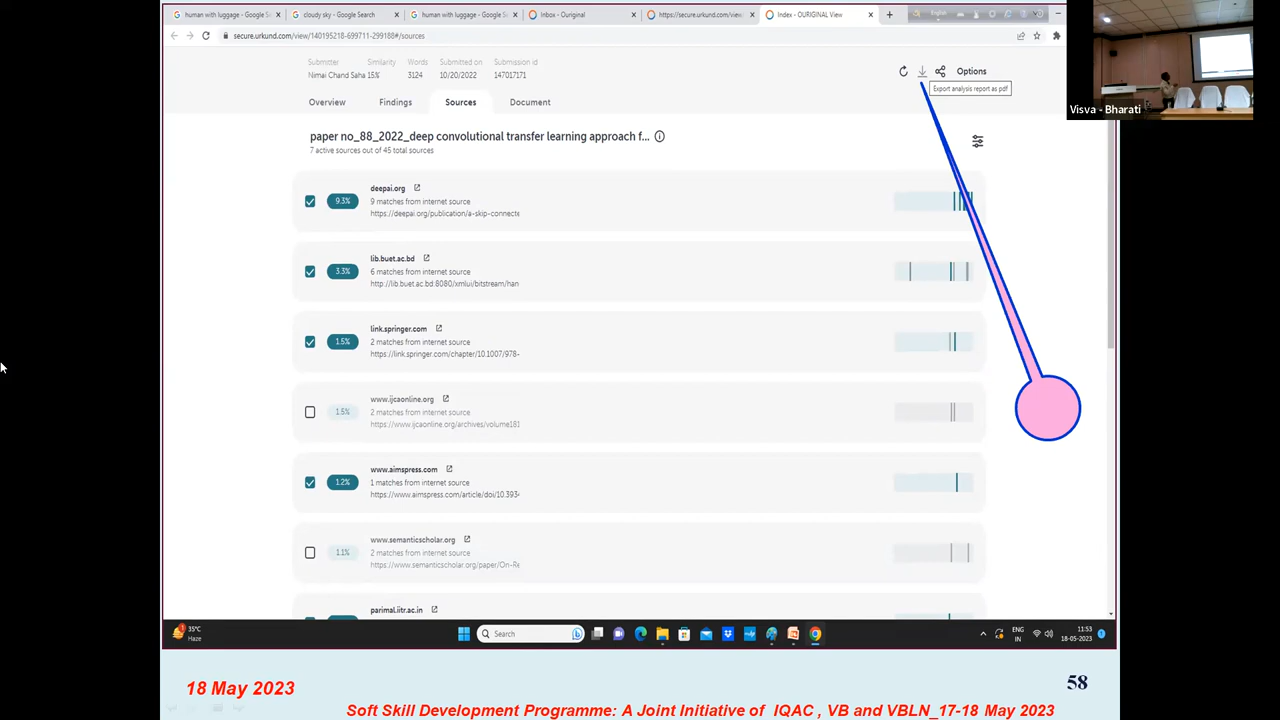 human with luggage - Google S
cloudy sky - Google Search
human with luggage - Google S
Inbox - Ouriginal
https://secure.urkund.com/view
Index - OURIGINAL View
English
secure.urkund.com/view/140195218-699711-299188#/sources
Submitter
Similarity
Words
Submitted on
Submission id
Nimai Chand Saha
15%
3124
10/20/2022
147017171
Options
Export analysis report as pdf
Visva - Bharati
Overview
Findings
Sources
Document
paper no_88_2022_deep convolutional transfer learning approach f...
7 active sources out of 45 total sources
deepai.org
9.3%
9 matches from internet source
https://deepai.org/publication/a-skip-connecte
lib.buet.ac.bd
3.3%
6 matches from internet source
http://lib.buet.ac.bd:8080/xmlui/bitstream/han
link.springer.com
1.5%
2 matches from internet source
https://link.springer.com/chapter/10.1007/978-
www.ijcaonline.org
1.5%
2 matches from internet source
https://www.ijcaonline.org/archives/volume181
www.aimspress.com
1.2%
1 matches from internet source
https://www.aimspress.com/article/doi/10.393
www.semanticscholar.org
1.1%
2 matches from internet source
https://www.semanticscholar.org/paper/On-Re
parimal.iitr.ac.in
35°C
Haze
Search
ENG
IN
11:53
18-05-2023
18 May 2023
58
Soft Skill Development Programme: A Joint Initiative of IQAC , VB and VBLN_17-18 May 2023